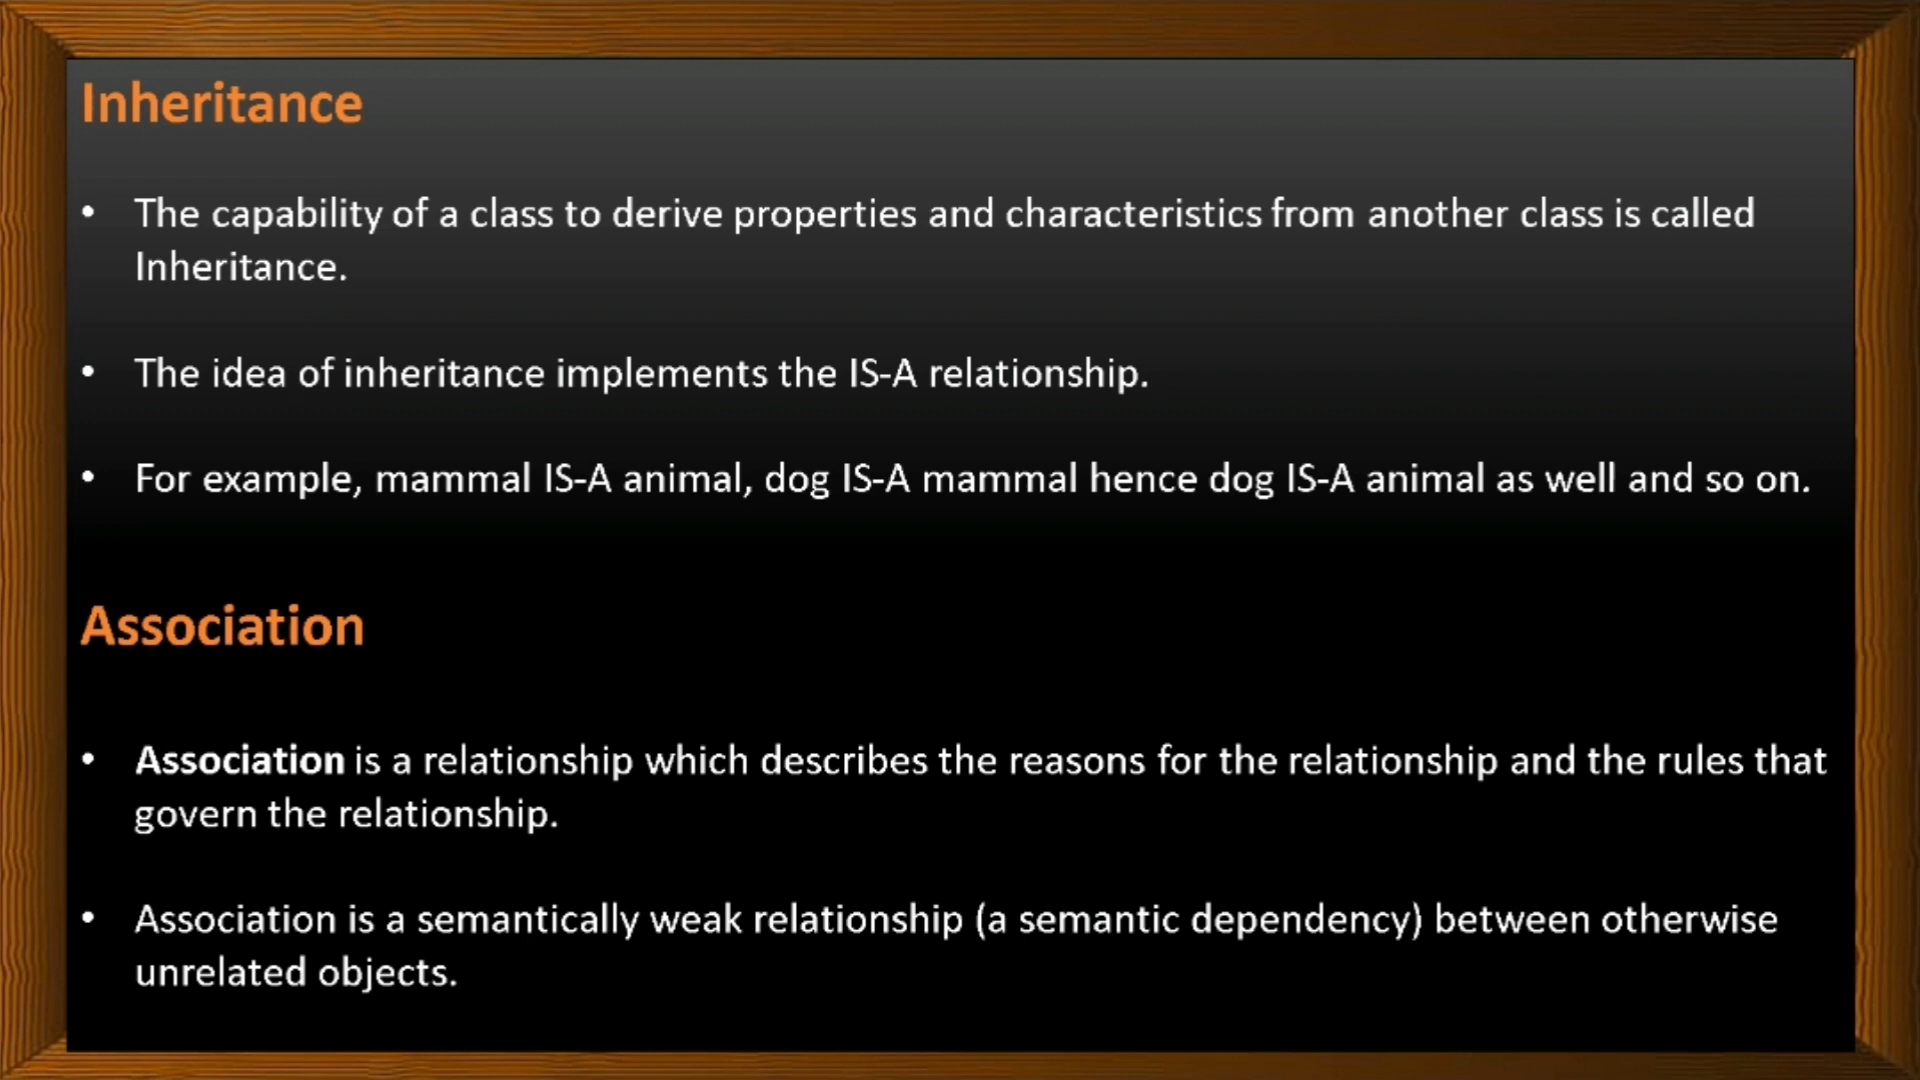 Inheritance
• The capability of a class to derive properties and characteristics from another class is called
Inheritance.
• The idea of inheritance implements the IS-A relationship.
• For example, mammal IS-A animal, dog IS-A mammal hence dog IS-A animal as well and so on.
Association
• Association is a relationship which describes the reasons for the relationship and the rules that
govern the relationship.
• Association is a semantically weak relationship (a semantic dependency) between otherwise
unrelated objects.